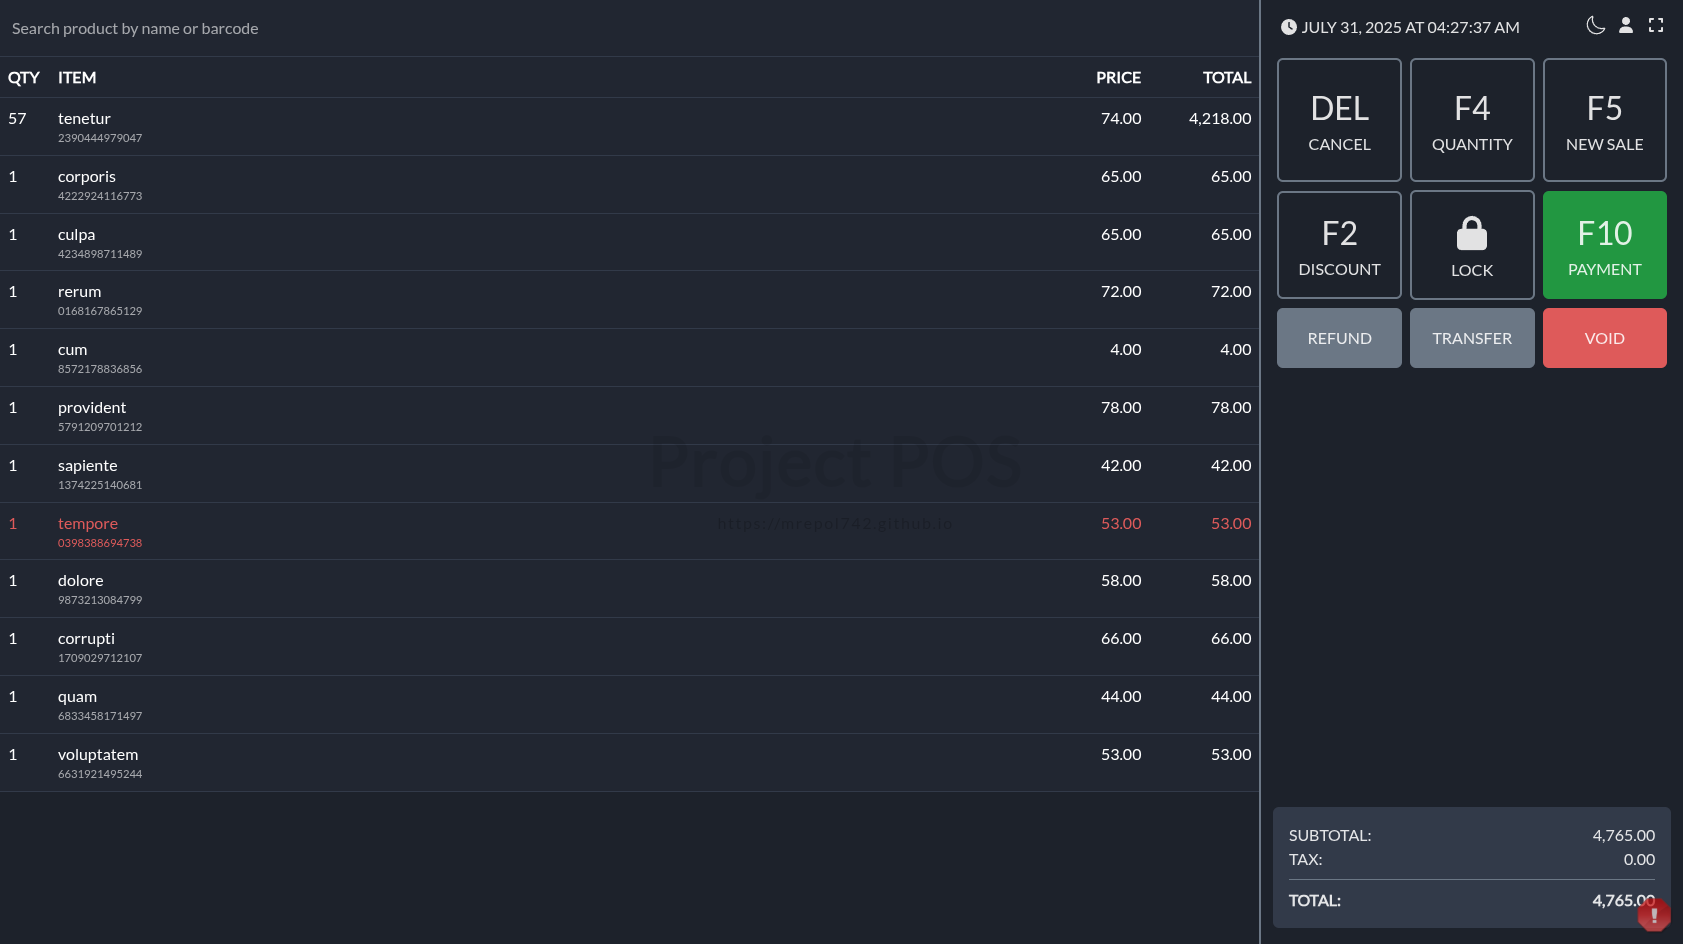 Search product by name or barcode
QTY ITEM PRICE TOTAL
57 tenetur 74.00 4,218.00
2390444979047
1 corporis 65.00 65.00
4222924116773
1 culpa 65.00 65.00
4234898711489
1 rerum 72.00 72.00
0168167865129
1 cum 4.00 4.00
8572178836856
1 provident 78.00 78.00
5791209701212
1 sapiente 42.00 42.00
1374225140681
1 tempore 53.00 53.00
0398388694738
1 dolore 58.00 58.00
9873213084799
1 corrupti 66.00 66.00
1709029712107
1 quam 44.00 44.00
6833458171497
1 voluptatem 53.00 53.00
6631921495244
Project POS
https://mrepol742.github.io
JULY 31, 2025 AT 04:27:37 AM
DEL
CANCEL
F4
QUANTITY
F5
NEW SALE
F2
DISCOUNT
LOCK
F10
PAYMENT
REFUND
TRANSFER
VOID
SUBTOTAL: 4,765.00
TAX: 0.00
TOTAL: 4,765.00